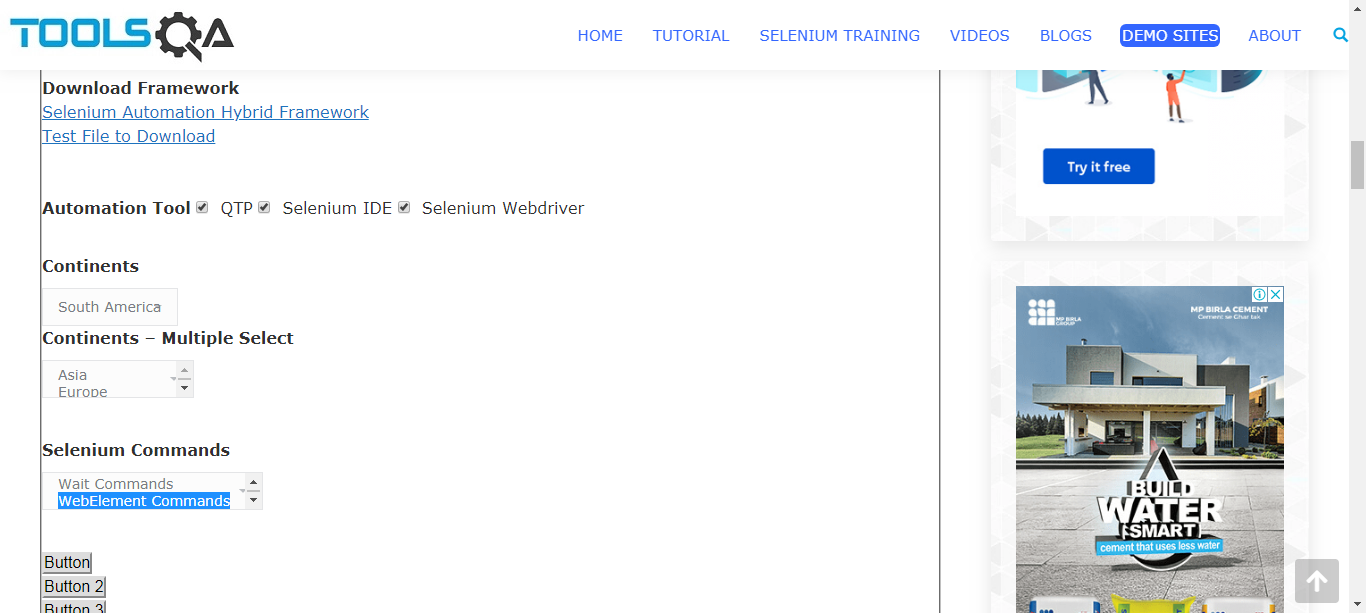 TOOLSQA
HOME TUTORIAL SELENIUM TRAINING VIDEOS BLOGS DEMO SITES ABOUT
Download Framework
Selenium Automation Hybrid Framework
Test File to Download
Automation Tool QTP Selenium IDE Selenium Webdriver
Continents
South America
Continents – Multiple Select
Asia
Europe
Selenium Commands
Wait Commands
WebElement Commands
Button
Button 2
Button 3
Try it free
MP BIRLA
GROUP
MP BIRLA CEMENT
Cement se Ghar tak
BUILD
WATER
SMART
cement that uses less water